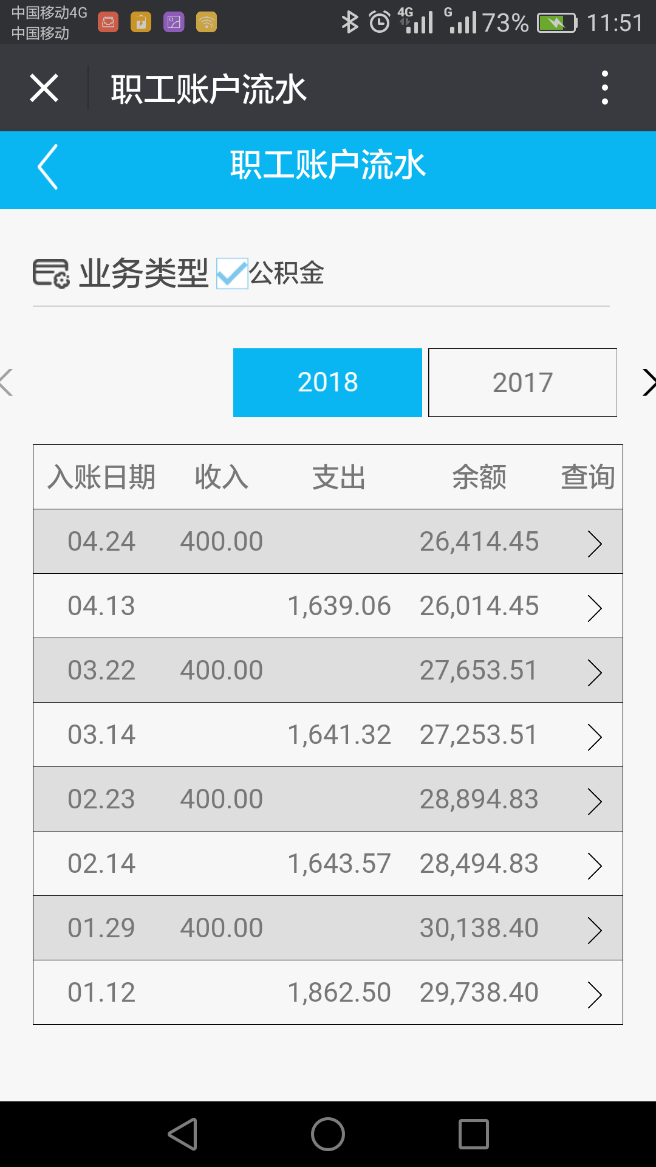 中国移动4G
中国移动
4G G 73% 11:51
职工账户流水
职工账户流水
业务类型 公积金
2018 2017
入账日期 收入 支出 余额 查询
04.24 400.00 26,414.45
04.13 1,639.06 26,014.45
03.22 400.00 27,653.51
03.14 1,641.32 27,253.51
02.23 400.00 28,894.83
02.14 1,643.57 28,494.83
01.29 400.00 30,138.40
01.12 1,862.50 29,738.40